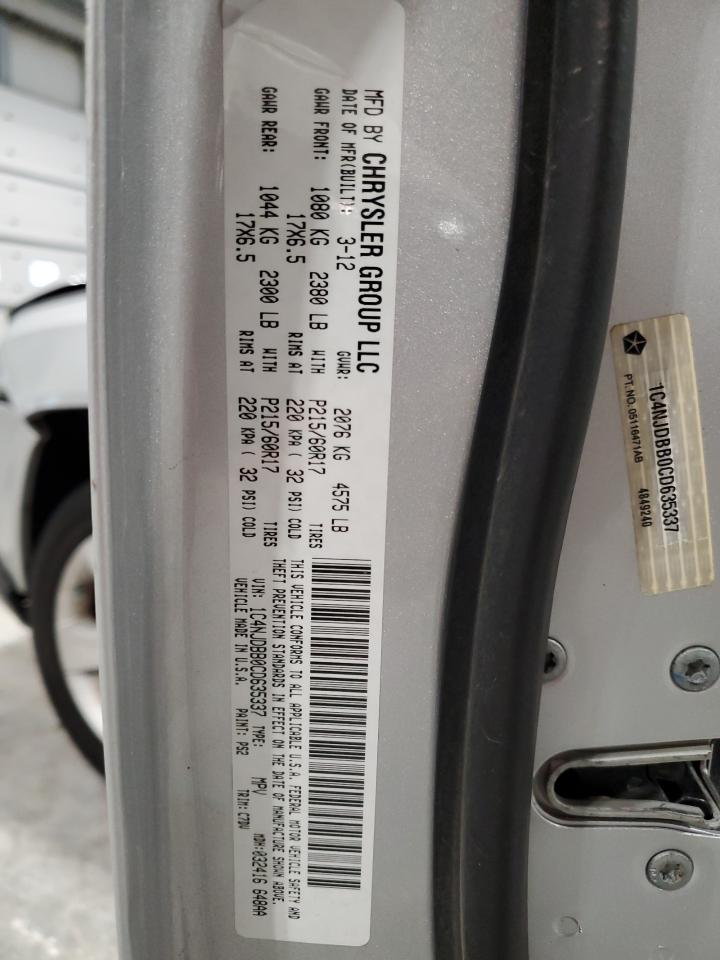 MFD BY CHRYSLER GROUP LLC
DATE OF MFR(BUILT): 3-12 GVWR: 2076 KG 4575 LB
GAWR FRONT: 1080 KG 2380 LB WITH P215/60R17 TIRES
17X6.5 RIMS AT 220 KPA ( 32 PSI) COLD
GAWR REAR: 1044 KG 2300 LB WITH P215/60R17 TIRES
17X6.5 RIMS AT 220 KPA ( 32 PSI) COLD
THIS VEHICLE CONFORMS TO ALL APPLICABLE U.S.A. FEDERAL MOTOR VEHICLE SAFETY AND
THEFT PREVENTION STANDARDS IN EFFECT ON THE DATE OF MANUFACTURE SHOWN ABOVE.
VIN: 1C4NJDBB0CD635337 TYPE: MPV MDH:032416 648AA
VEHICLE MADE IN U.S.A. PAINT: PS2 TRIM: C7DV
1C4NJDBB0CD635337
PT. NO. 05116471AB 4849240